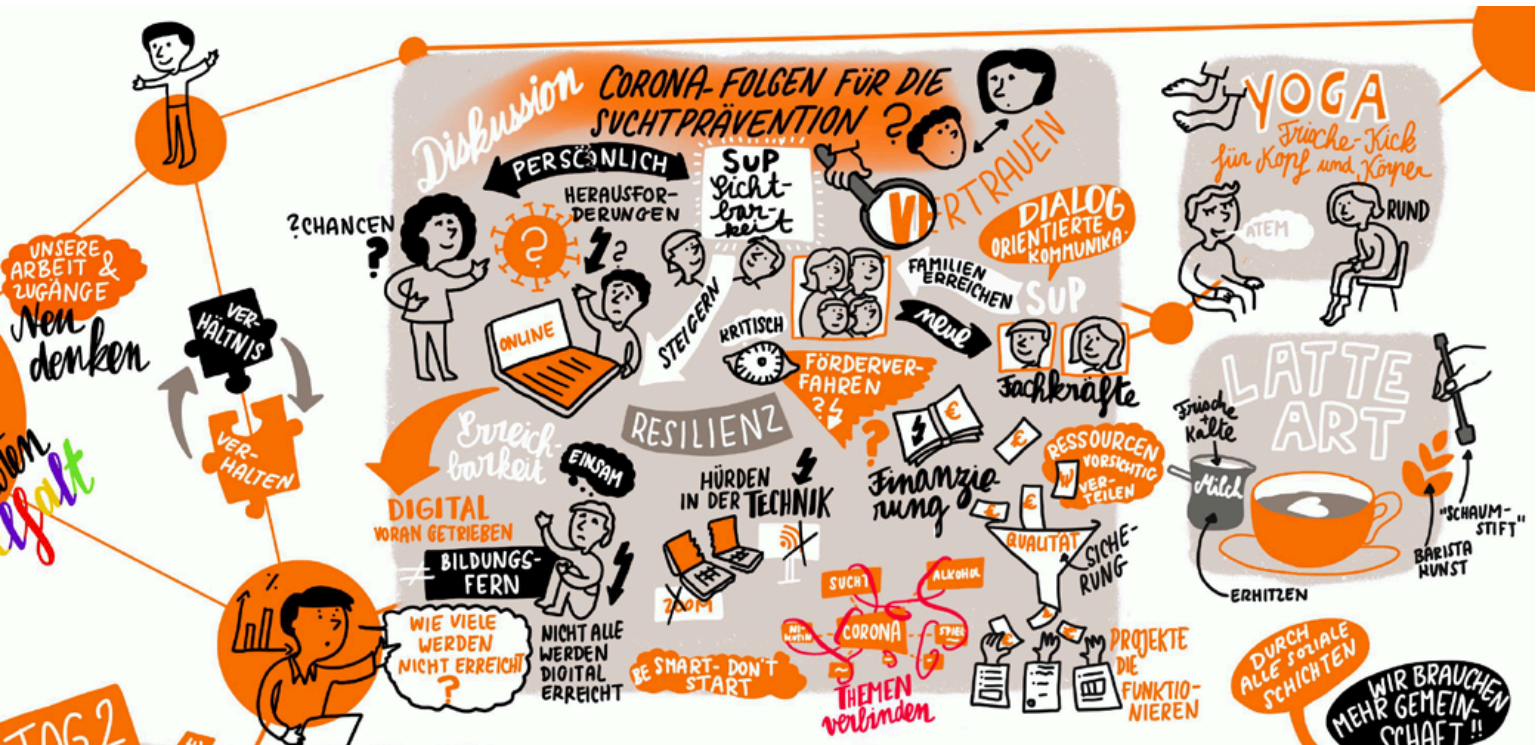 UNSERE
ARBEIT &
ZUGÄNGE
Neu
denken
VER-
HÄLTNIS
VER-
HALTEN
TAG 2
Diskussion
CORONA-FOLGEN FÜR DIE
SUCHTPRÄVENTION ?
PERSÖNLICH
? CHANCEN
?
HERAUSFOR-
DERUNGEN
?
?
ONLINE
SuP
Sicht-
bar-
keit
STEIGERN
VERTRAUEN
DIALOG
ORIENTIERTE
KOMMUNIKA.
FAMILIEN
ERREICHEN
SuP
neue
Fachkräfte
KRITISCH
FÖRDERVER-
FAHREN
?
RESILIENZ
Erreich-
barkeit
DIGITAL
VORAN GETRIEBEN
≠ BILDUNGS-
FERN
EINSAM
WIE VIELE
WERDEN
NICHT ERREICHT
?
NICHT ALLE
WERDEN
DIGITAL
ERREICHT
HÜRDEN
IN DER TECHNIK
ZOOM
BE SMART- DON'T
START
?
€
Finanzie-
rung
€
RESSOURCEN
VORSICHTIG
VER-
TEILEN
€
€
QUALITÄT
SICHE-
RUNG
SUCHT
ALKOHOL
NI-
KOTIN
CORONA
SPIEL
THEMEN
verbinden
PROJEKTE
DIE
FUNKTIO-
NIEREN
YOGA
Frische-Kick
für Kopf und Körper
ATEM
RUND
LATTE
ART
Frische
+
Kälte
Milch
ERHITZEN
"SCHAUM-
STIFT"
BARISTA
KUNST
DURCH
ALLE SOZIALE
SCHICHTEN
WIR BRAUCHEN
MEHR GEMEIN-
SCHAFT !!
%